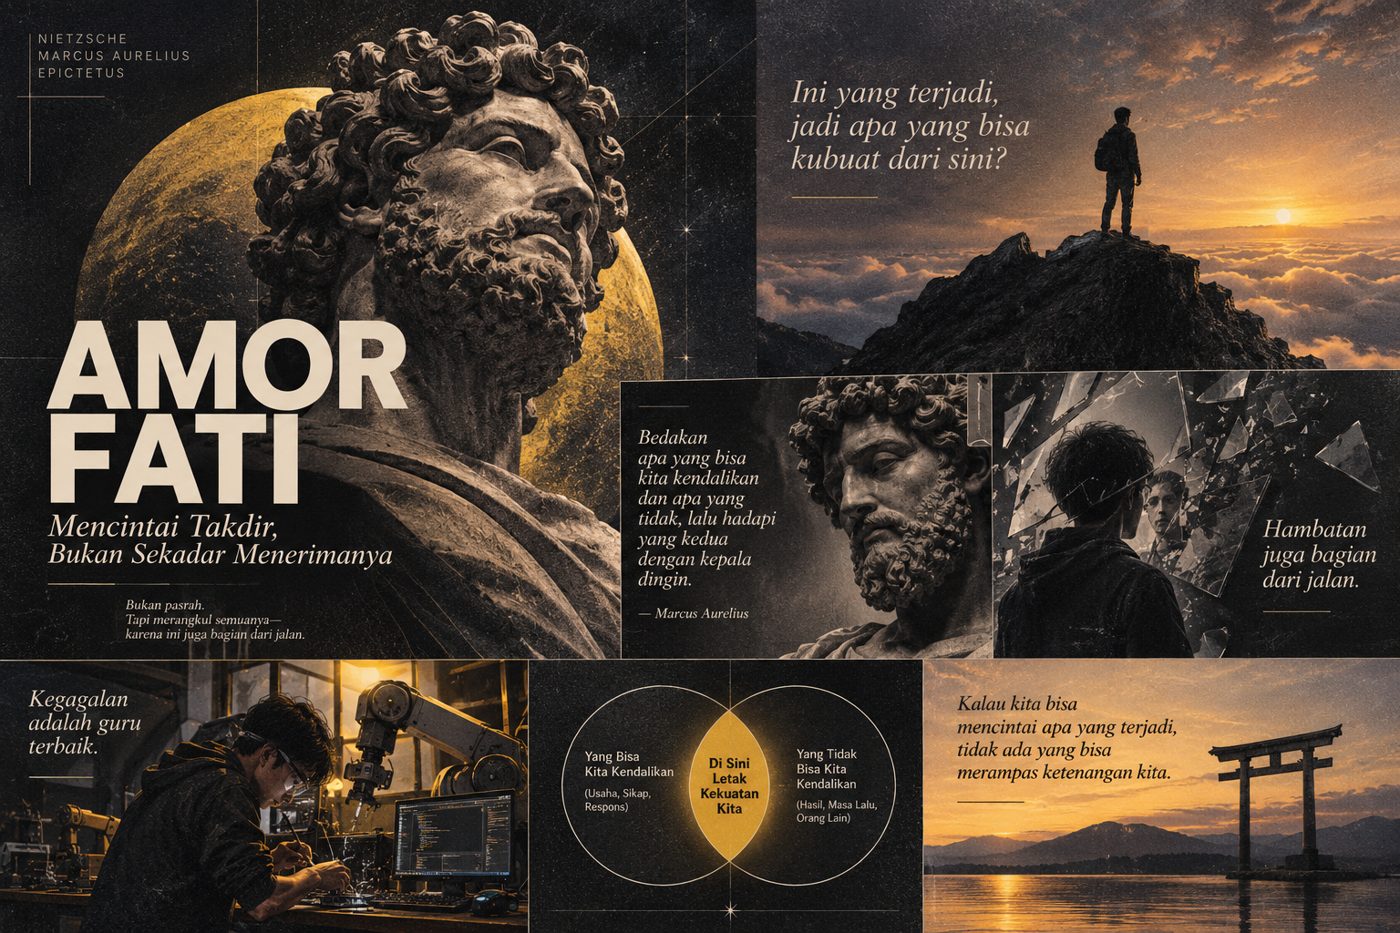 NIETZSCHE
MARCUS AURELIUS
EPICTETUS
AMOR
FATI
Mencintai Takdir,
Bukan Sekadar Menerimanya
Bukan pasrah.
Tapi merangkul semuanya—
karena ini juga bagian dari jalan.
Ini yang terjadi,
jadi apa yang bisa
kubuat dari sini?
Bedakan
apa yang bisa
kita kendalikan
dan apa yang
tidak, lalu hadapi
yang kedua
dengan kepala
dingin.
— Marcus Aurelius
Hambatan
juga bagian
dari jalan.
Kegagalan
adalah guru
terbaik.
Yang Bisa
Kita Kendalikan
(Usaha, Sikap,
Respons)
Di Sini
Letak
Kekuatan
Kita
Yang Tidak
Bisa Kita
Kendalikan
(Hasil, Masa Lalu,
Orang Lain)
Kalau kita bisa
mencintai apa yang terjadi,
tidak ada yang bisa
merampas ketenangan kita.